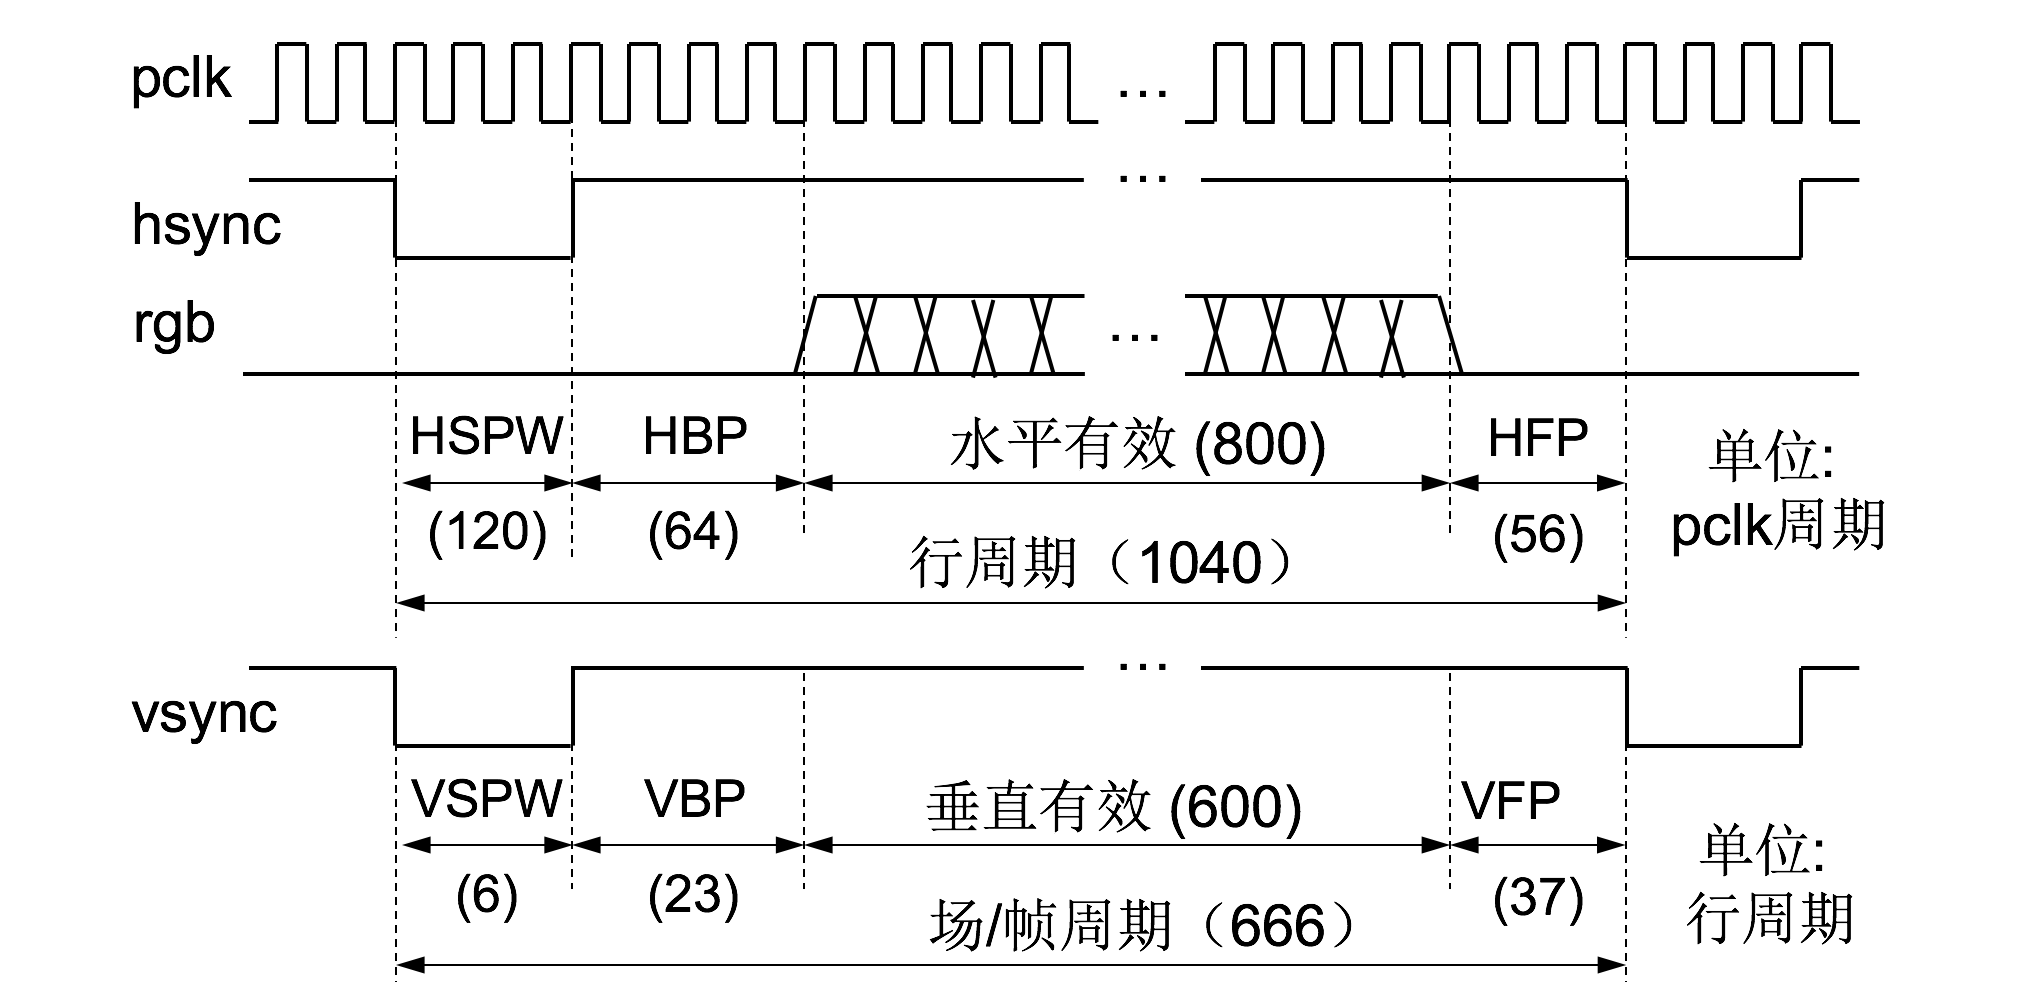 pclk
…
hsync
…
rgb
…
HSPW HBP 水平有效 (800) HFP 单位:
(120) (64) (56) pclk周期
行周期（1040）
vsync
…
VSPW VBP 垂直有效 (600) VFP 单位:
(6) (23) (37) 行周期
场/帧周期（666）